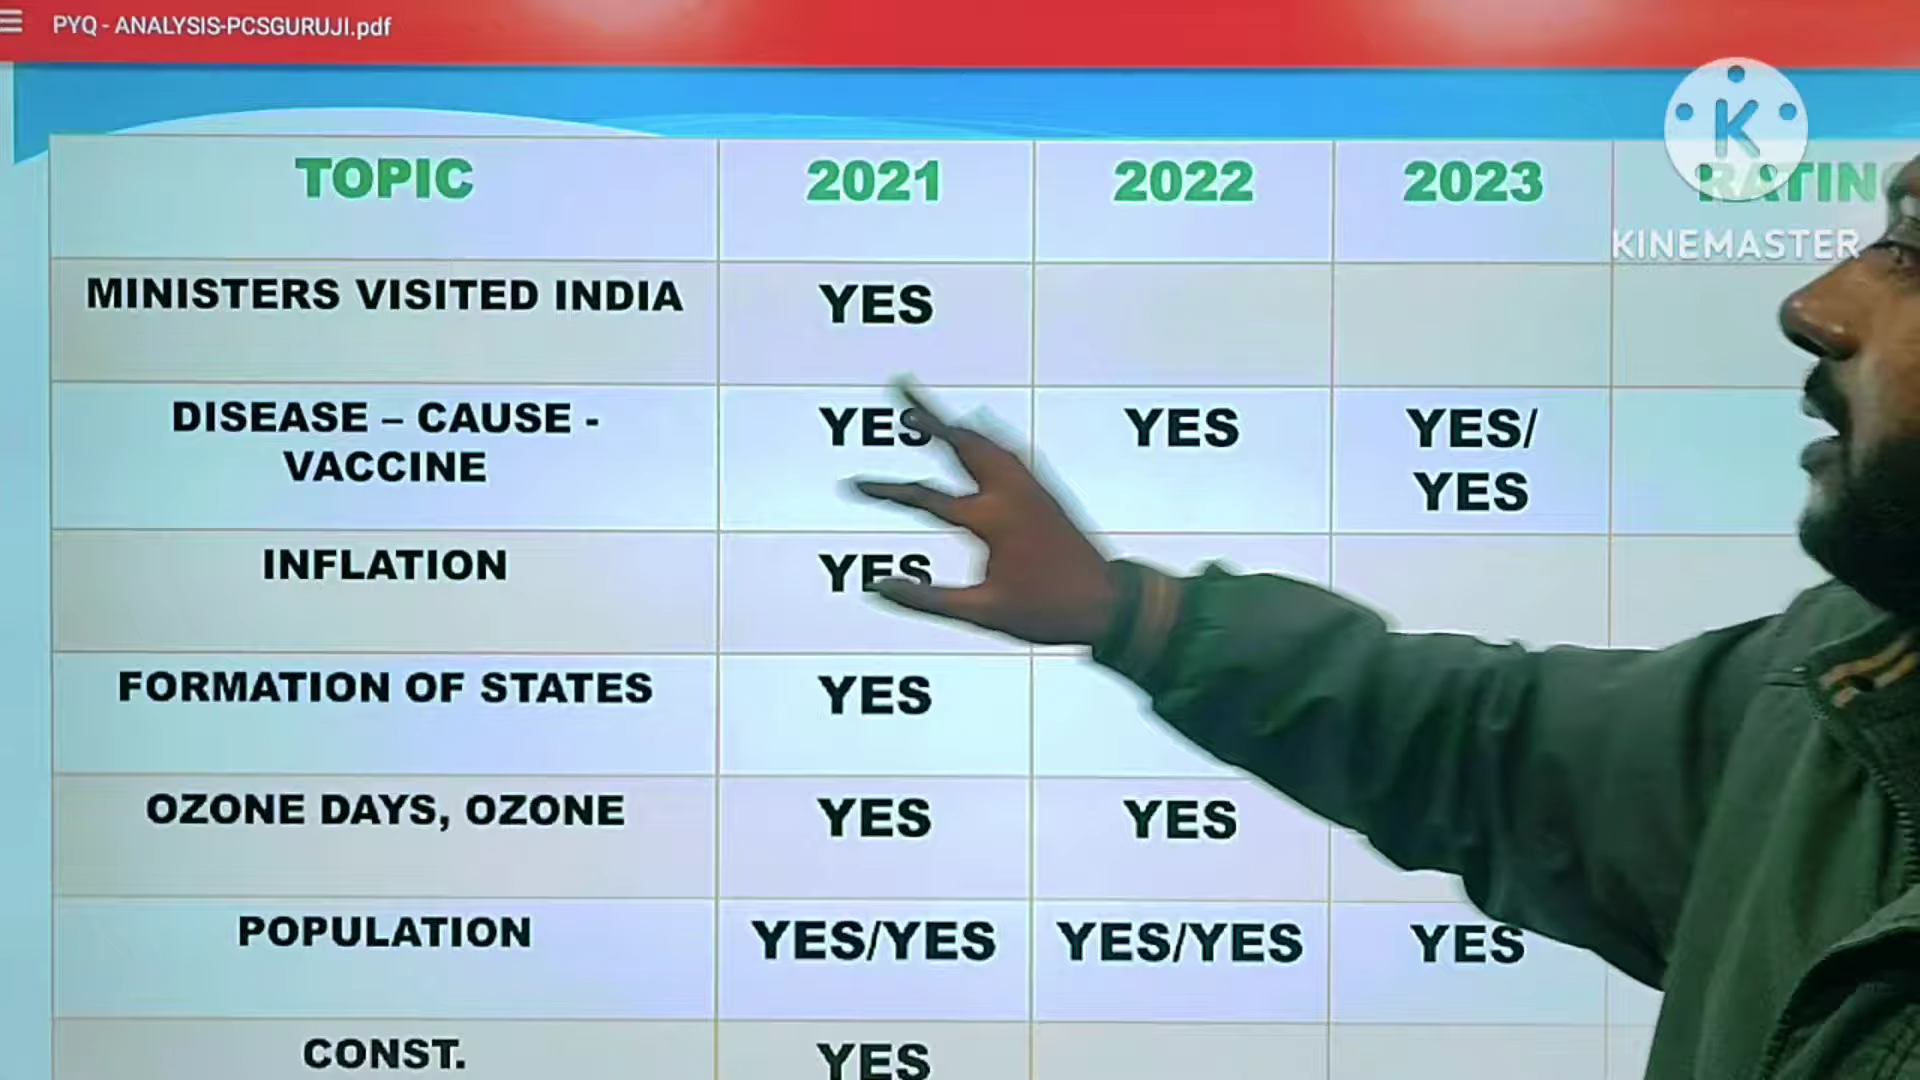 PYQ - ANALYSIS-PCSGURUJI.pdf
K
KINEMASTER
TOPIC 2021 2022 2023 RATIN
MINISTERS VISITED INDIA YES
DISEASE – CAUSE - YES YES YES/
VACCINE YES
INFLATION YES
FORMATION OF STATES YES
OZONE DAYS, OZONE YES YES
POPULATION YES/YES YES/YES YES
CONST. YES